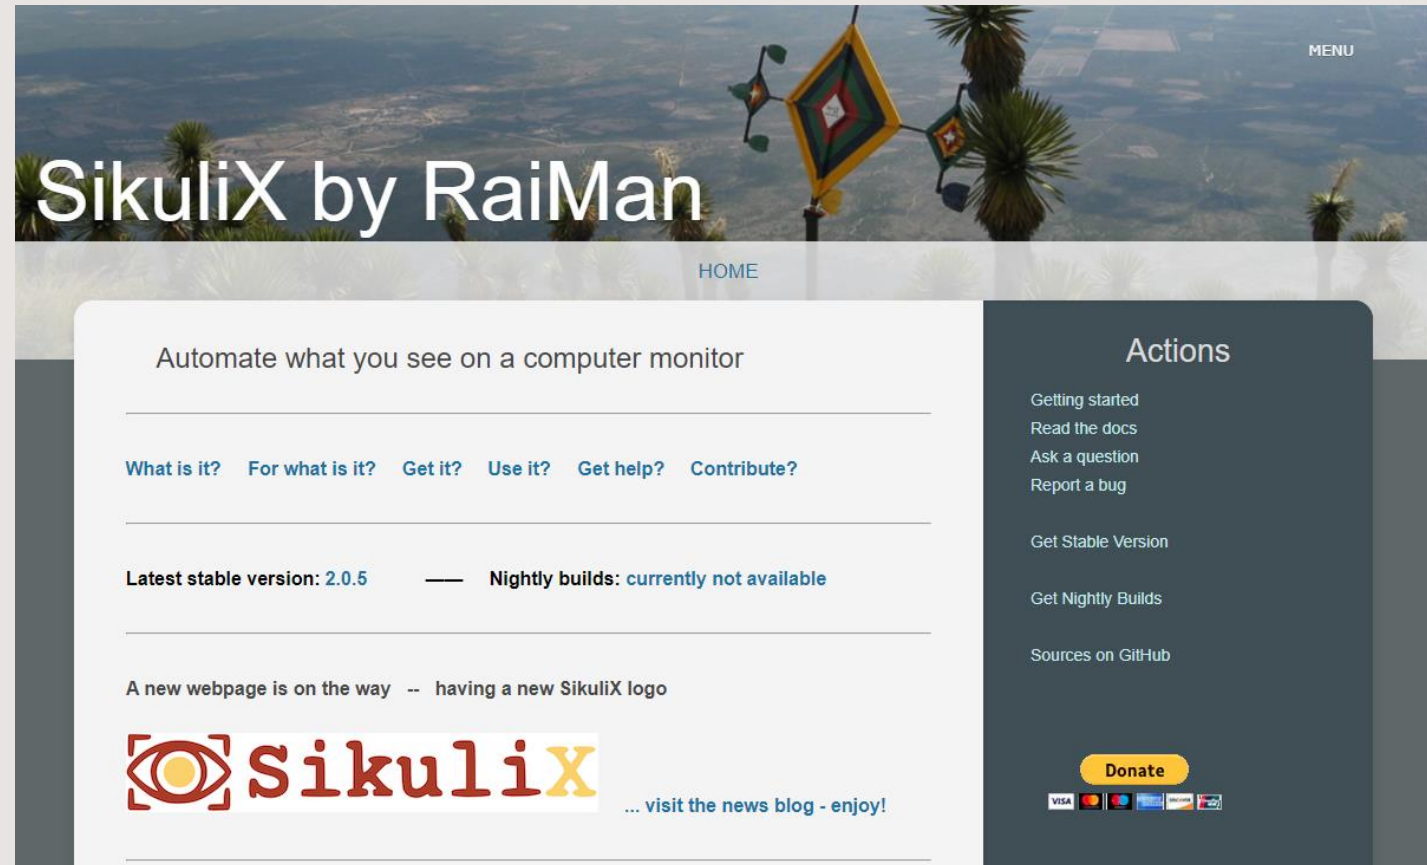 MENU
SikuliX by RaiMan
HOME
Automate what you see on a computer monitor
What is it? For what is it? Get it? Use it? Get help? Contribute?
Latest stable version: 2.0.5 —— Nightly builds: currently not available
A new webpage is on the way -- having a new SikuliX logo
SikuliX
... visit the news blog - enjoy!
Actions
Getting started
Read the docs
Ask a question
Report a bug
Get Stable Version
Get Nightly Builds
Sources on GitHub
Donate
VISA